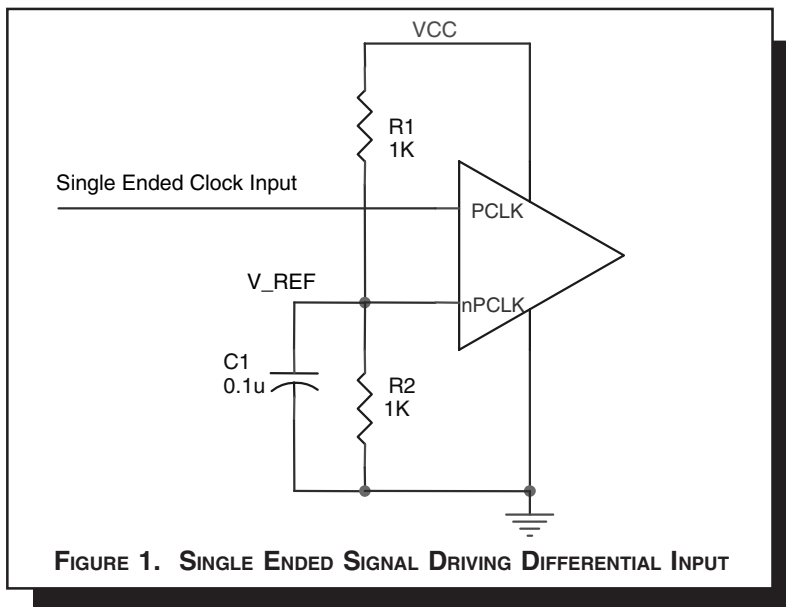 VCC
R1
1K
Single Ended Clock Input
PCLK
V_REF
nPCLK
C1
0.1u
R2
1K
FIGURE 1. SINGLE ENDED SIGNAL DRIVING DIFFERENTIAL INPUT